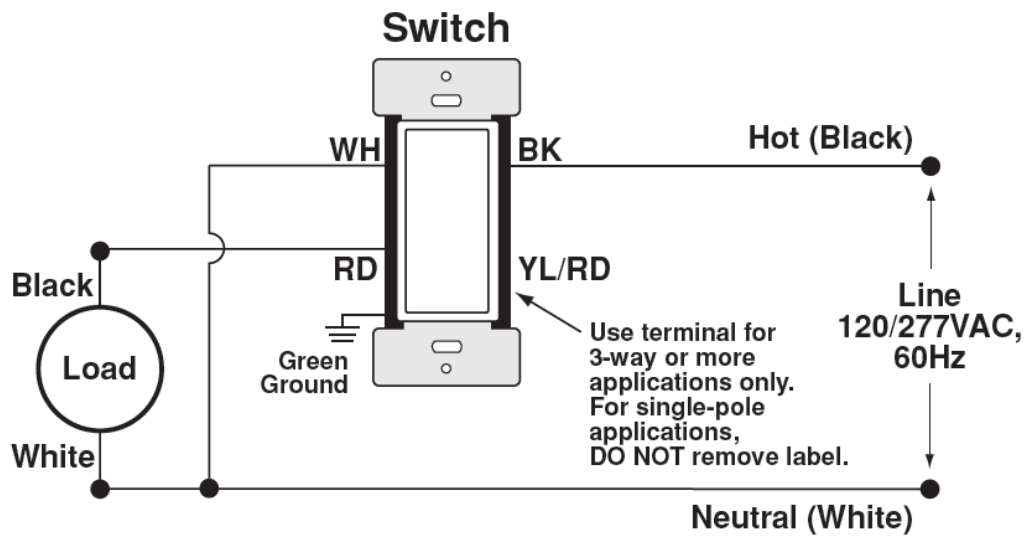 Switch
WH
BK
Hot (Black)
RD
YL/RD
Black
Load
White
Green
Ground
Use terminal for
3-way or more
applications only.
For single-pole
applications,
DO NOT remove label.
Line
120/277VAC,
60Hz
Neutral (White)